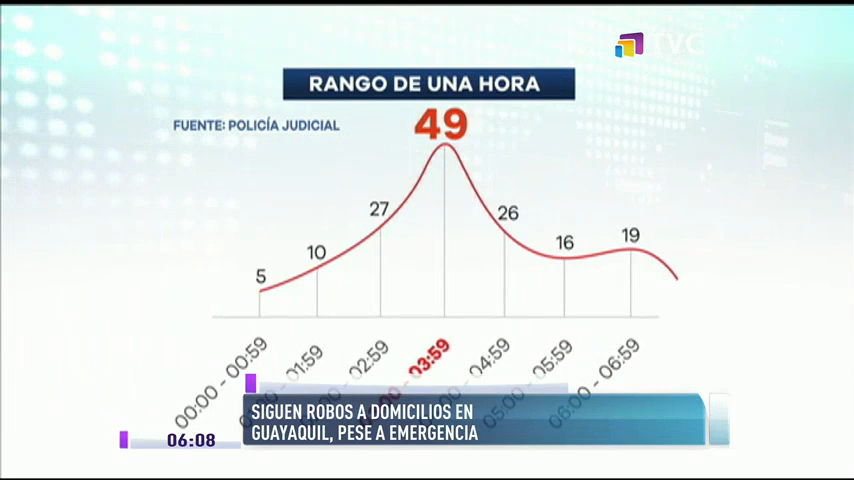 TVC
RANGO DE UNA HORA
FUENTE: POLICÍA JUDICIAL
49
27
26
10
16
19
5
00:00 - 00:59
- 01:59
- 02:59
- 03:59
- 04:59
05:00 - 05:59
06:00 - 06:59
SIGUEN ROBOS A DOMICILIOS EN
GUAYAQUIL, PESE A EMERGENCIA
06:08